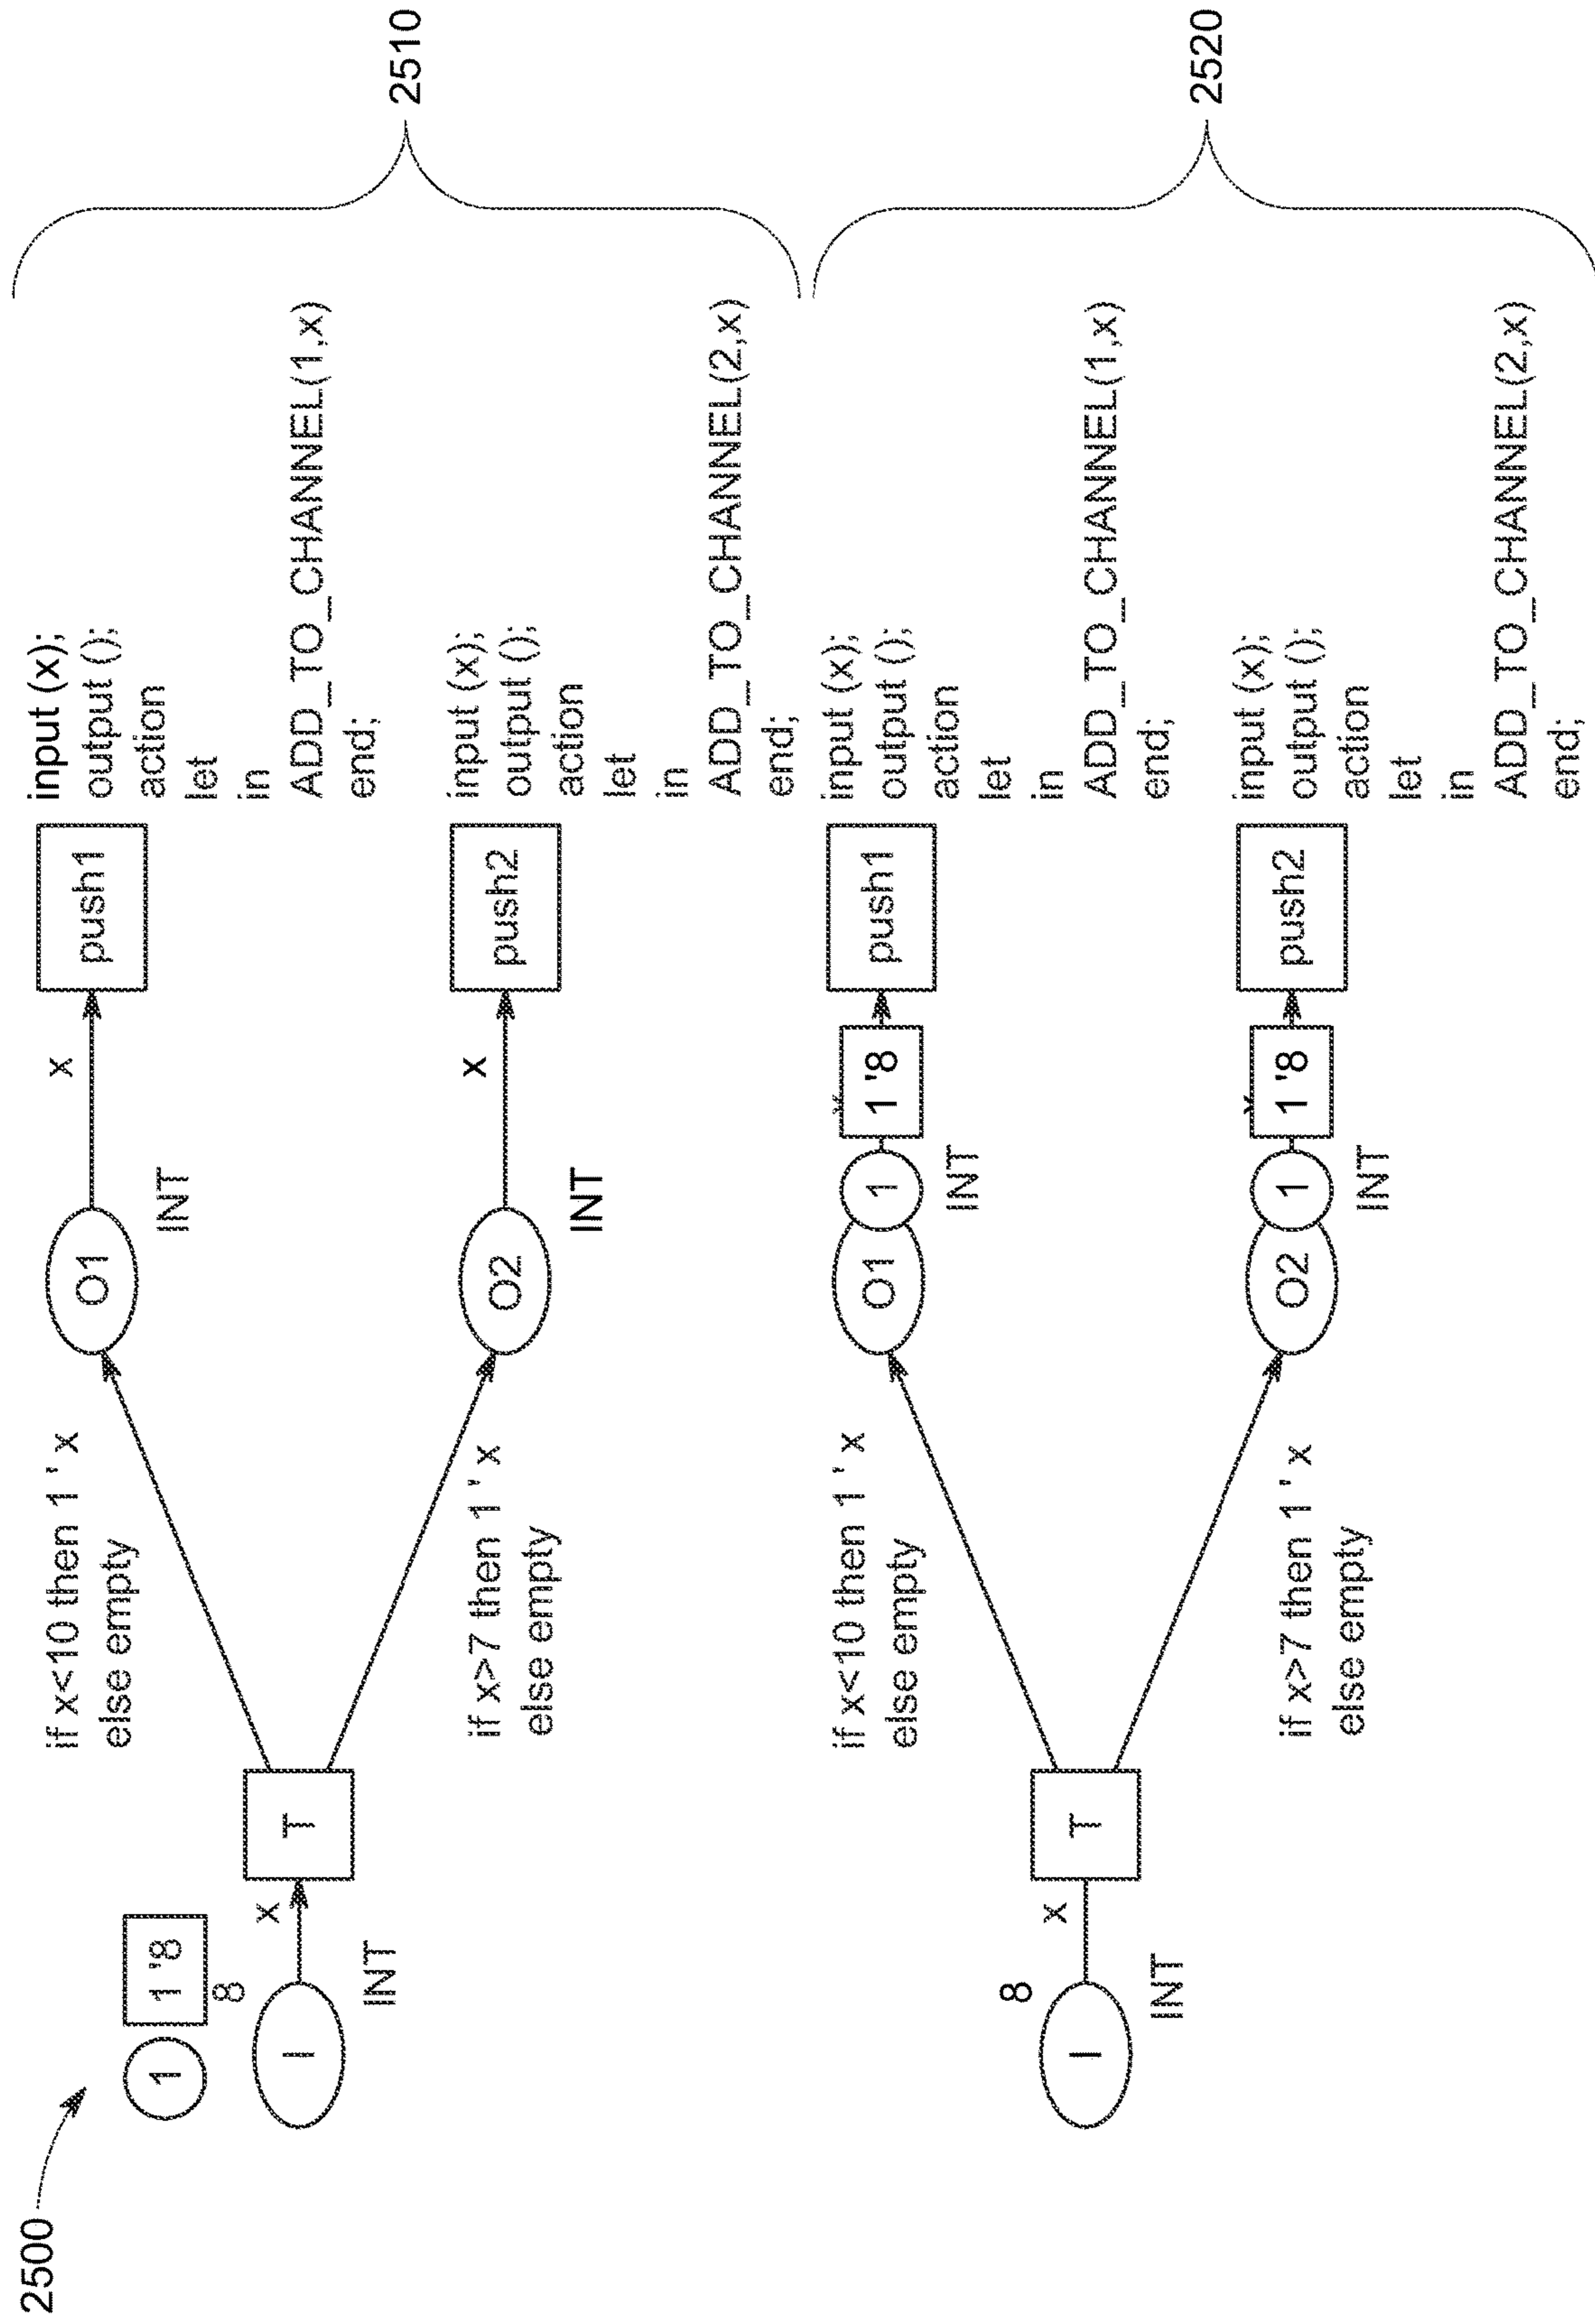 2500
1
1 '8
8
I
INT
x
T
if x<10 then 1 ' x
else empty
if x>7 then 1 ' x
else empty
O1
INT
x
O2
INT
x
push1
input (x);
output ();
action
let
in
ADD_TO_CHANNEL(1,x)
end;
push2
input (x);
output ();
action
let
in
ADD_TO_CHANNEL(2,x)
end;
2510
8
I
INT
x
T
if x<10 then 1 ' x
else empty
if x>7 then 1 ' x
else empty
O1
1
1 '8
INT
O2
1
1 '8
INT
push1
input (x);
output ();
action
let
in
ADD_TO_CHANNEL(1,x)
end;
push2
input (x);
output ();
action
let
in
ADD_TO_CHANNEL(2,x)
end;
2520